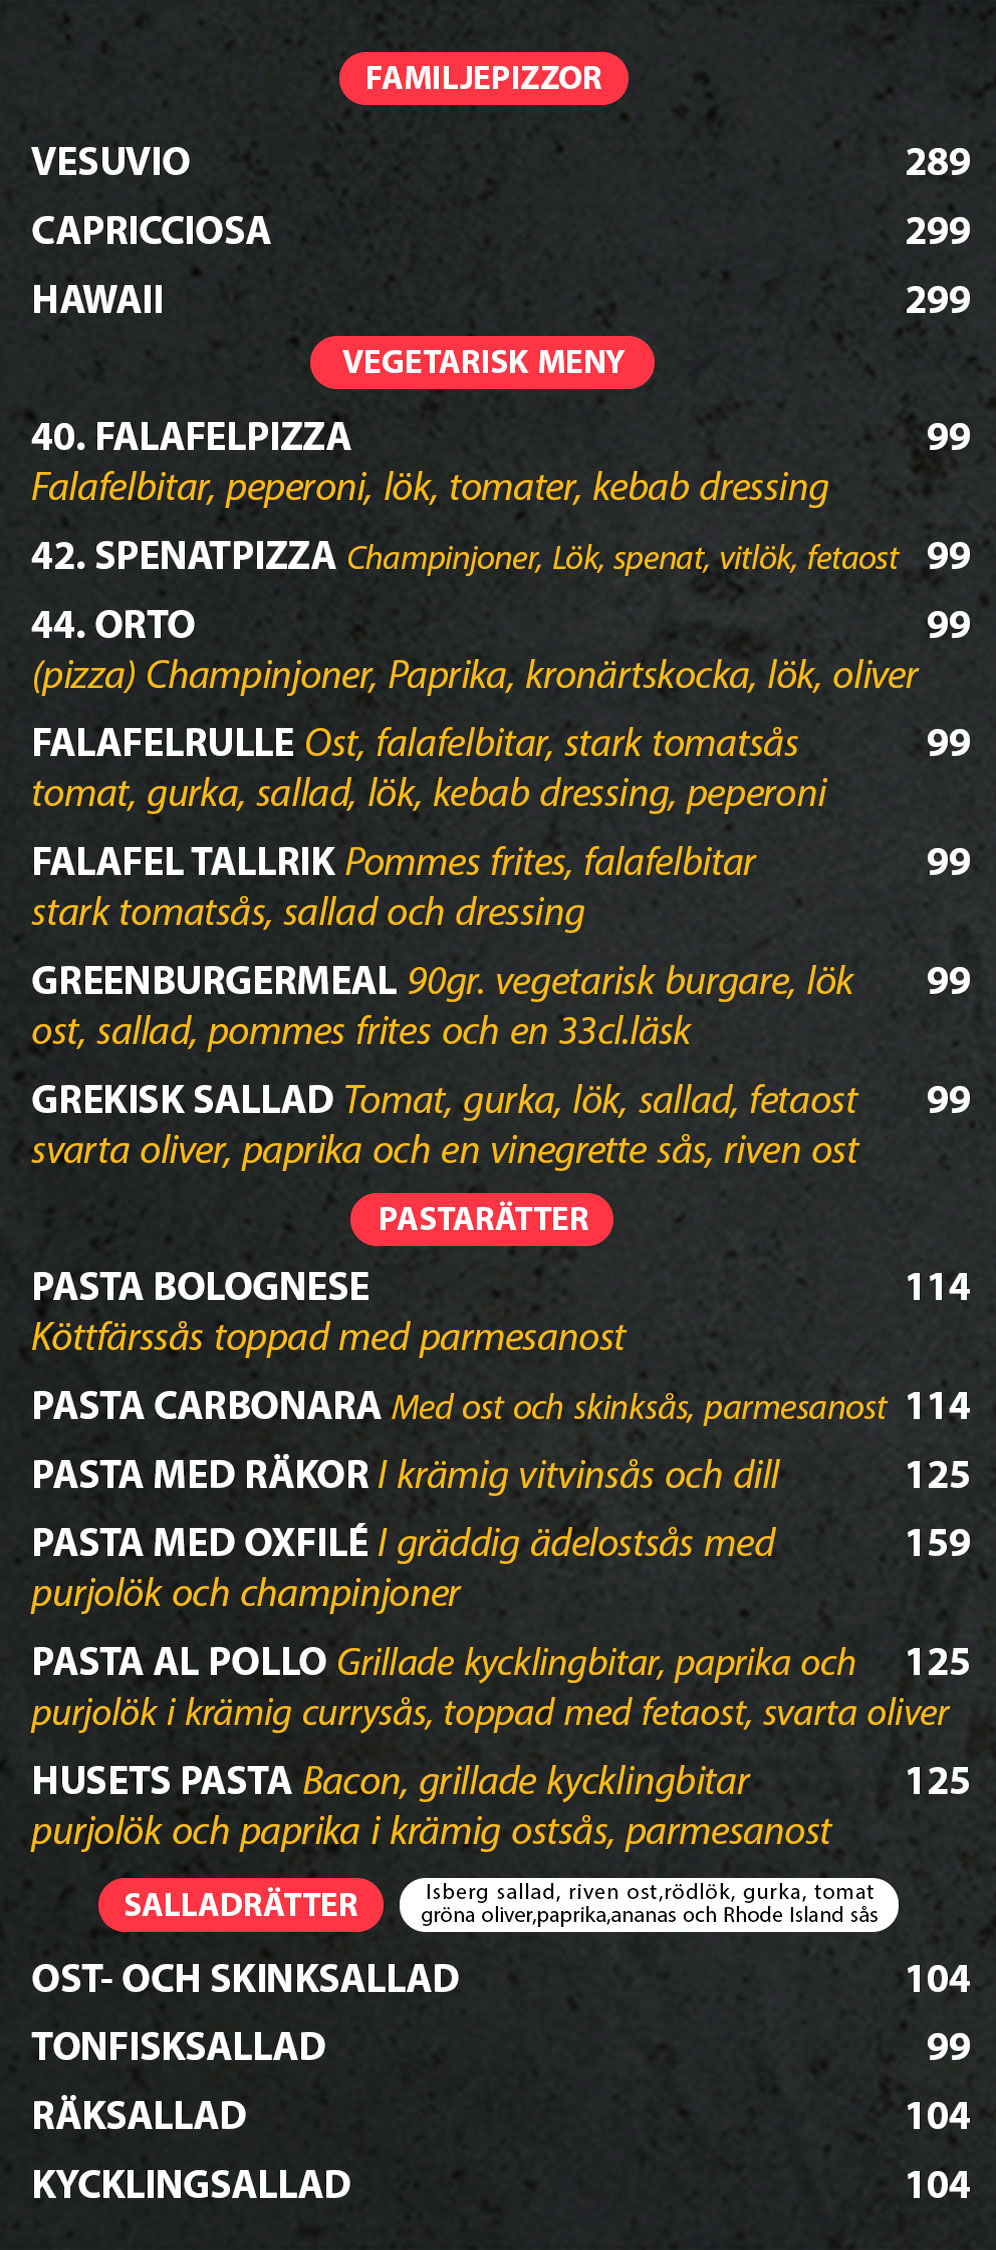 FAMILJEPIZZOR
VESUVIO 289
CAPRICCIOSA 299
HAWAII 299
VEGETARISK MENY
40. FALAFELPIZZA 99
Falafelbitar, peperoni, lök, tomater, kebab dressing
42. SPENATPIZZA Champinjoner, Lök, spenat, vitlök, fetaost 99
44. ORTO 99
(pizza) Champinjoner, Paprika, kronärtskocka, lök, oliver
FALAFELRULLE Ost, falafelbitar, stark tomatsås 99
tomat, gurka, sallad, lök, kebab dressing, peperoni
FALAFEL TALLRIK Pommes frites, falafelbitar 99
stark tomatsås, sallad och dressing
GREENBURGERMEAL 90gr. vegetarisk burgare, lök 99
ost, sallad, pommes frites och en 33cl.läsk
GREKISK SALLAD Tomat, gurka, lök, sallad, fetaost 99
svarta oliver, paprika och en vinegrette sås, riven ost
PASTARÄTTER
PASTA BOLOGNESE 114
Köttfärssås toppad med parmesanost
PASTA CARBONARA Med ost och skinksås, parmesanost 114
PASTA MED RÄKOR I krämig vitvinsås och dill 125
PASTA MED OXFILÉ I gräddig ädelostsås med 159
purjolök och champinjoner
PASTA AL POLLO Grillade kycklingbitar, paprika och 125
purjolök i krämig currysås, toppad med fetaost, svarta oliver
HUSETS PASTA Bacon, grillade kycklingbitar 125
purjolök och paprika i krämig ostsås, parmesanost
SALLADRÄTTER
Isberg sallad, riven ost,rödlök, gurka, tomat
gröna oliver,paprika,ananas och Rhode Island sås
OST- OCH SKINKSALLAD 104
TONFISKSALLAD 99
RÄKSALLAD 104
KYCKLINGSALLAD 104